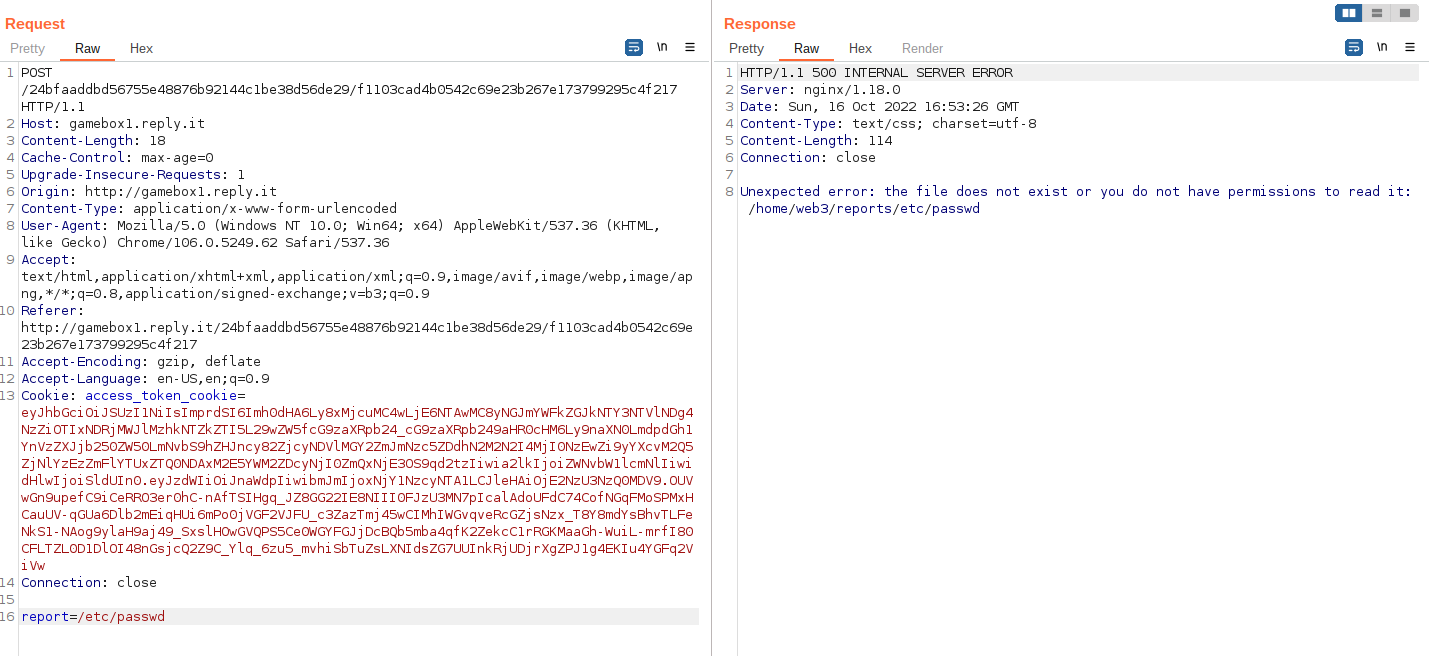 Request
Pretty Raw Hex
\n
1 POST
/24bfaaddbd56755e48876b92144c1be38d56de29/f1103cad4b0542c69e23b267e173799295c4f217
HTTP/1.1
2 Host: gamebox1.reply.it
3 Content-Length: 18
4 Cache-Control: max-age=0
5 Upgrade-Insecure-Requests: 1
6 Origin: http://gamebox1.reply.it
7 Content-Type: application/x-www-form-urlencoded
8 User-Agent: Mozilla/5.0 (Windows NT 10.0; Win64; x64) AppleWebKit/537.36 (KHTML,
like Gecko) Chrome/106.0.5249.62 Safari/537.36
9 Accept:
text/html,application/xhtml+xml,application/xml;q=0.9,image/avif,image/webp,image/ap
ng,*/*;q=0.8,application/signed-exchange;v=b3;q=0.9
10 Referer:
http://gamebox1.reply.it/24bfaaddbd56755e48876b92144c1be38d56de29/f1103cad4b0542c69e
23b267e173799295c4f217
11 Accept-Encoding: gzip, deflate
12 Accept-Language: en-US,en;q=0.9
13 Cookie: access_token_cookie=
14 Connection: close
15
16 report=/etc/passwd
Response
Pretty Raw Hex Render
\n
1 HTTP/1.1 500 INTERNAL SERVER ERROR
2 Server: nginx/1.18.0
3 Date: Sun, 16 Oct 2022 16:53:26 GMT
4 Content-Type: text/css; charset=utf-8
5 Content-Length: 114
6 Connection: close
7
8 Unexpected error: the file does not exist or you do not have permissions to read it:
/home/web3/reports/etc/passwd